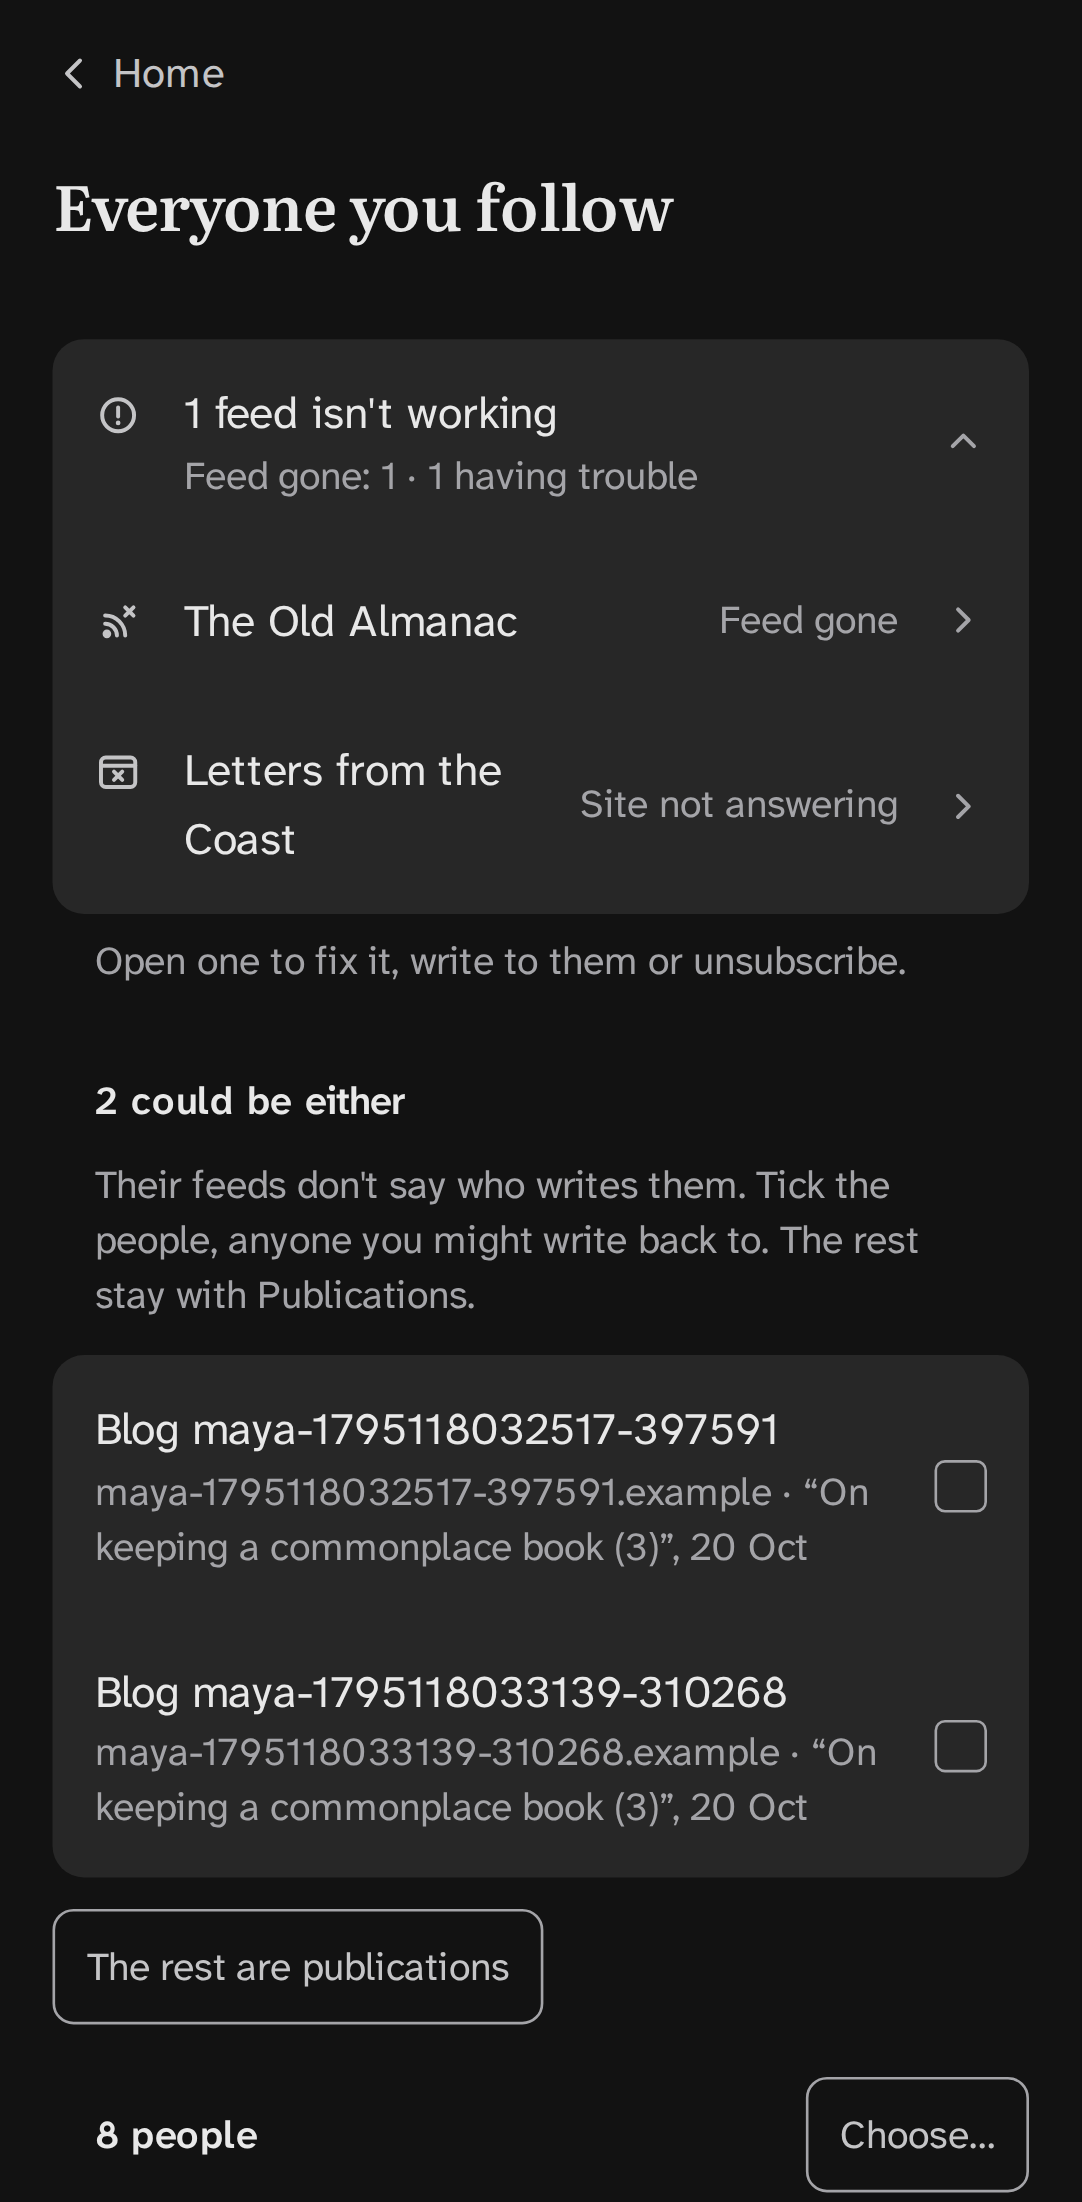 Home
Everyone you follow
1 feed isn't working
Feed gone: 1 · 1 having trouble
The Old Almanac
Feed gone
Letters from the
Coast
Site not answering
Open one to fix it, write to them or unsubscribe.
2 could be either
Their feeds don't say who writes them. Tick the
people, anyone you might write back to. The rest
stay with Publications.
Blog maya-1795118032517-397591
maya-1795118032517-397591.example · “On
keeping a commonplace book (3)”, 20 Oct
Blog maya-1795118033139-310268
maya-1795118033139-310268.example · “On
keeping a commonplace book (3)”, 20 Oct
The rest are publications
8 people
Choose...